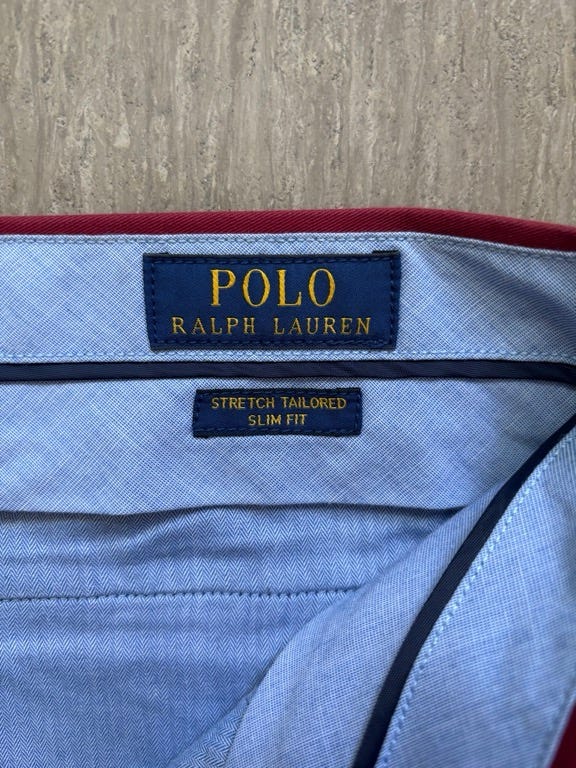 POLO
RALPH LAUREN
STRETCH TAILORED
SLIM FIT